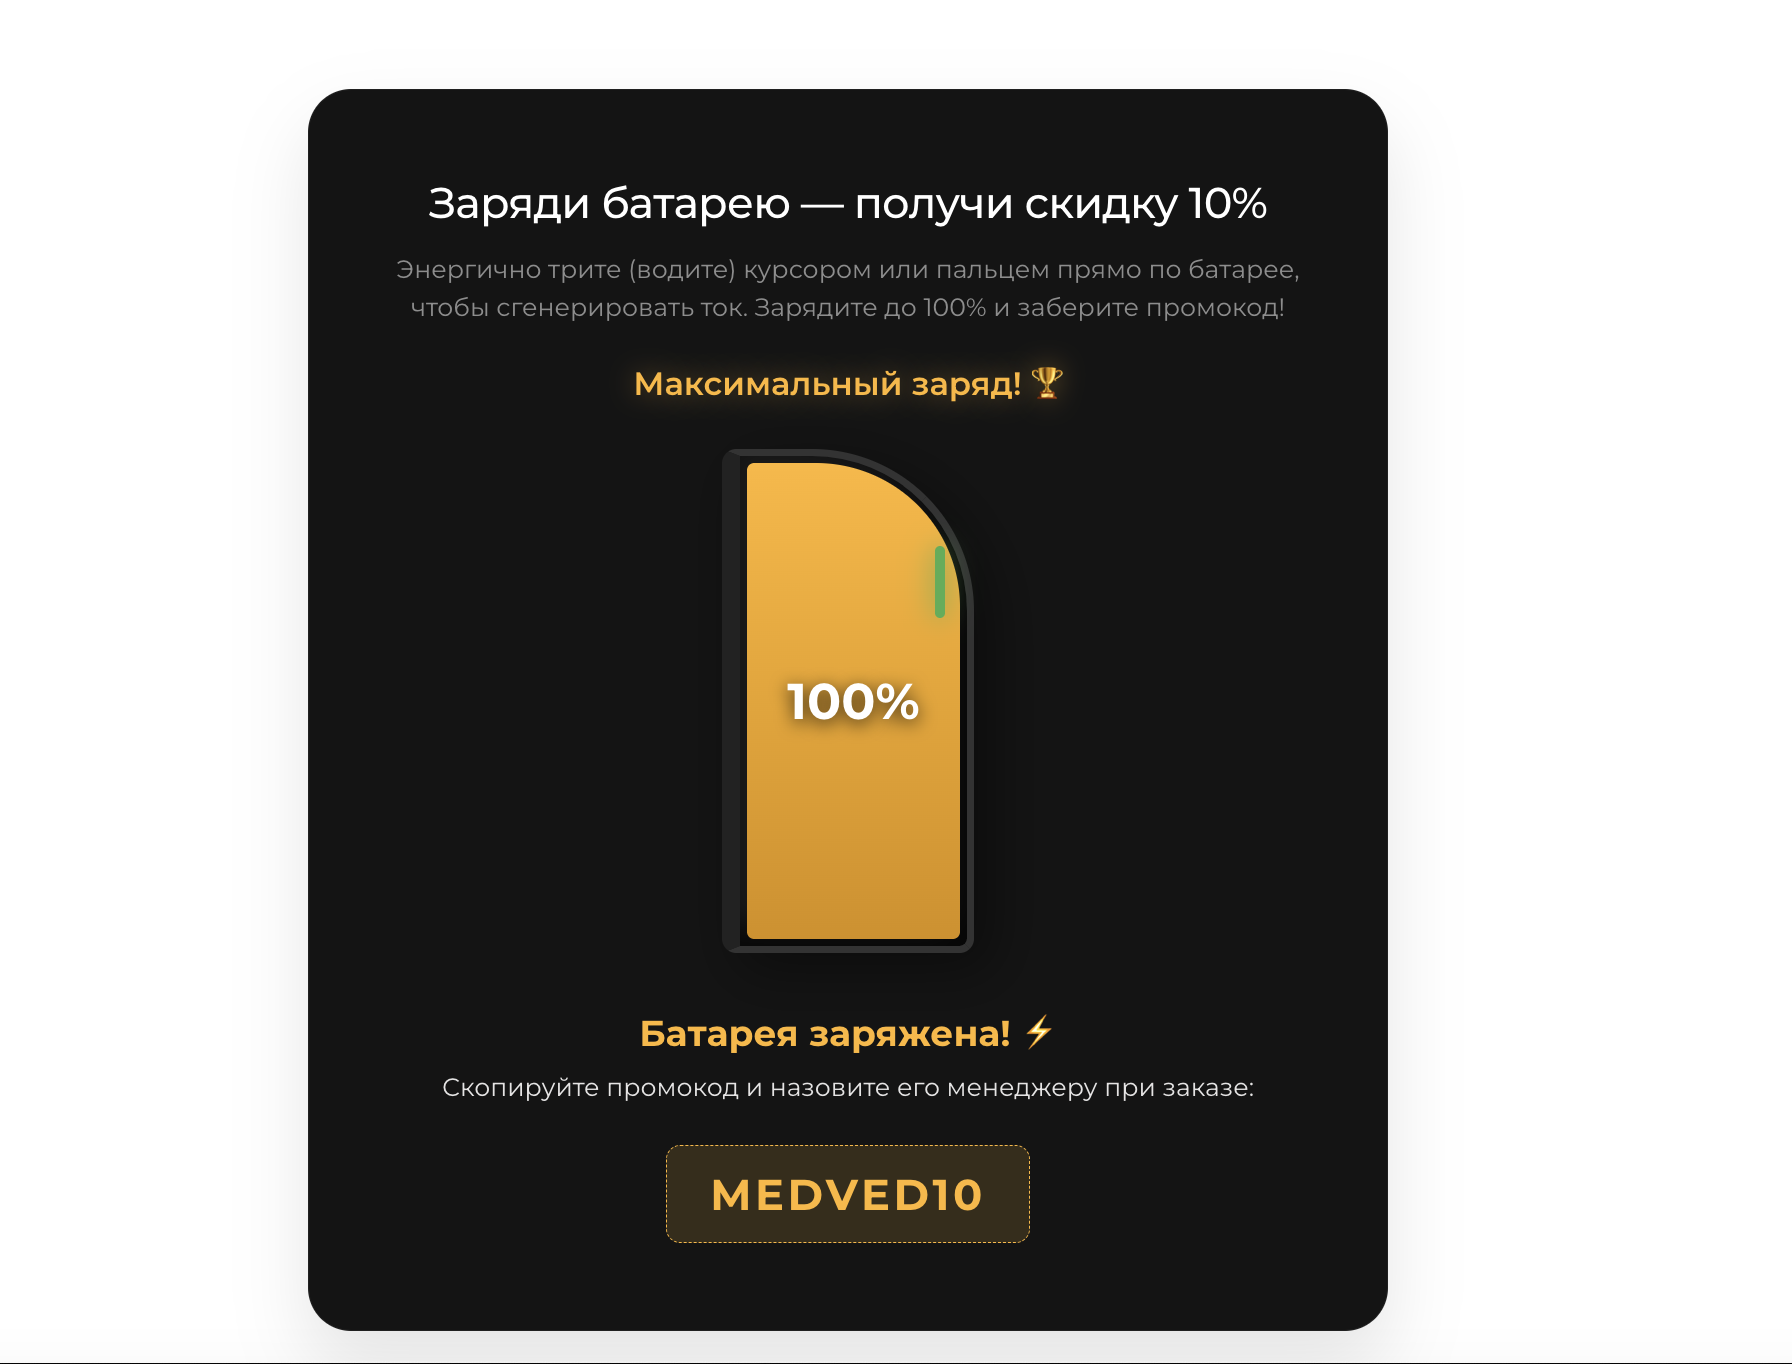 Заряди батарею — получи скидку 10%
Энергично трите (водите) курсором или пальцем прямо по батарее,
чтобы сгенерировать ток. Зарядите до 100% и заберите промокод!
Максимальный заряд! 🏆
100%
Батарея заряжена! ⚡
Скопируйте промокод и назовите его менеджеру при заказе:
MEDVED10